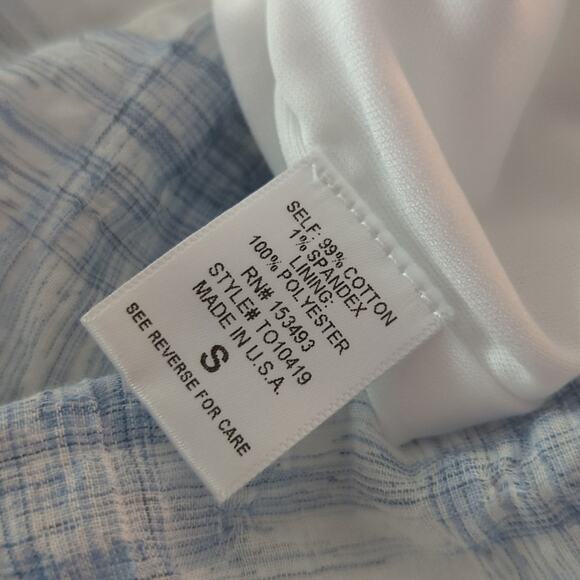 SELF: 99% COTTON
1% SPANDEX
LINING:
100% POLYESTER
RN# 153493
STYLE# TO10419
MADE IN U.S.A.
S
SEE REVERSE FOR CARE